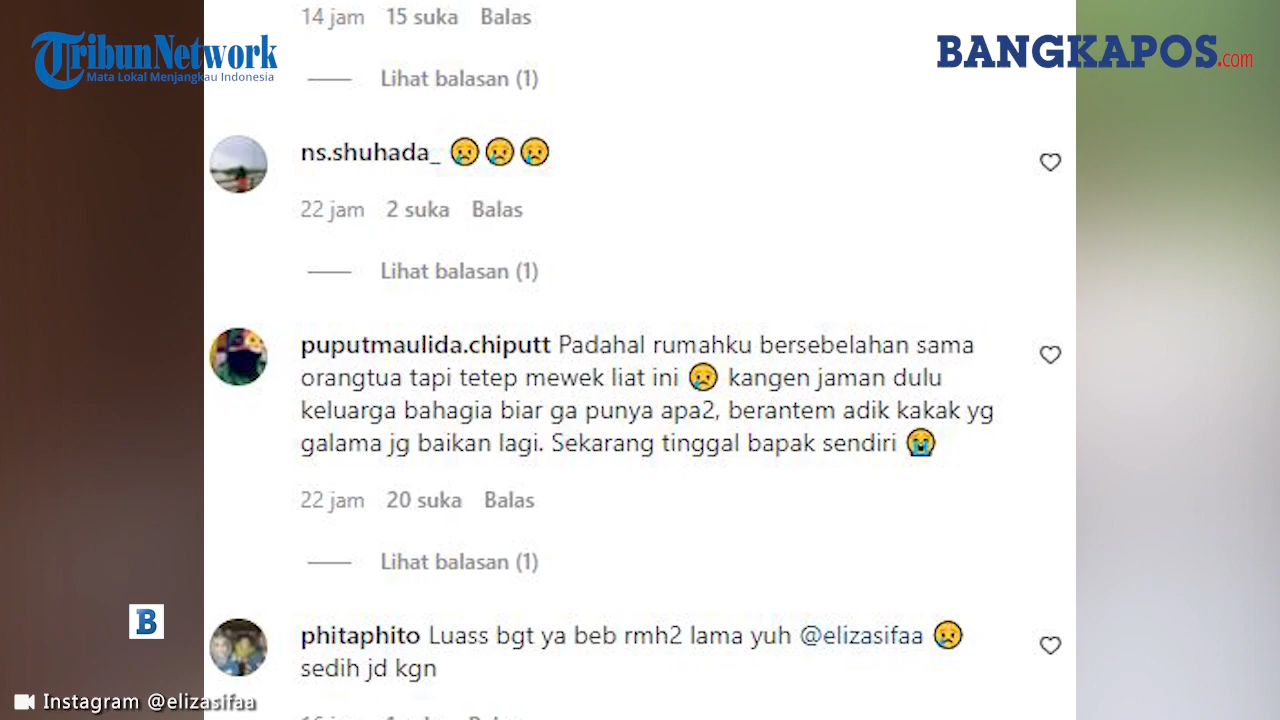 14 jam 15 suka Balas
TribunNetwork
Mata Lokal Menjangkau Indonesia
BANGKAPOS.com
Lihat balasan (1)
ns.shuhada_ 😢😢😢
22 jam 2 suka Balas
Lihat balasan (1)
puputmaulida.chiputt Padahal rumahku bersebelahan sama
orangtua tapi tetep mewek liat ini 😢 kangen jaman dulu
keluarga bahagia biar ga punya apa2, berantem adik kakak yg
galama jg baikan lagi. Sekarang tinggal bapak sendiri 😭
22 jam 20 suka Balas
Lihat balasan (1)
B
phitaphito Luass bgt ya beb rmh2 lama yuh @elizasifaa 😢
sedih jd kgn
Instagram @elizasifaa